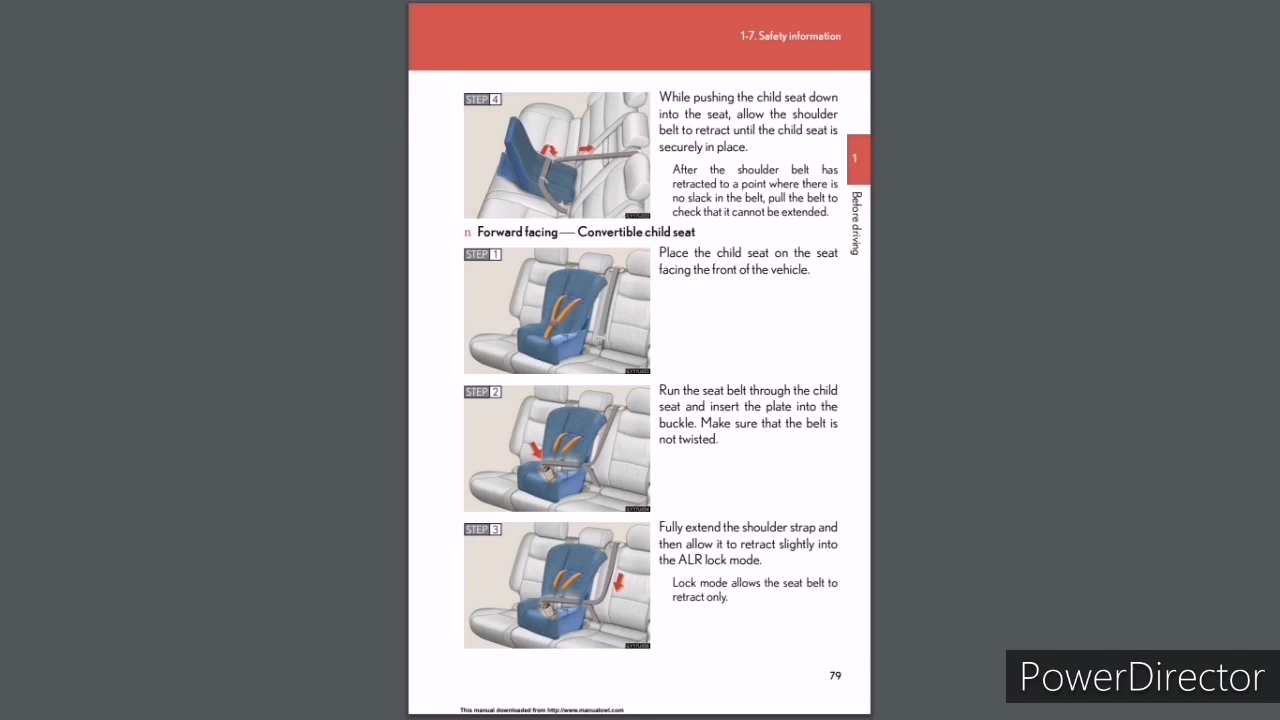 1-7. Safety information
STEP 4
While pushing the child seat down
into the seat, allow the shoulder
belt to retract until the child seat is
securely in place.
After the shoulder belt has
retracted to a point where there is
no slack in the belt, pull the belt to
check that it cannot be extended.
1
Before driving
n Forward facing — Convertible child seat
STEP 1
Place the child seat on the seat
facing the front of the vehicle.
STEP 2
Run the seat belt through the child
seat and insert the plate into the
buckle. Make sure that the belt is
not twisted.
STEP 3
Fully extend the shoulder strap and
then allow it to retract slightly into
the ALR lock mode.
Lock mode allows the seat belt to
retract only.
79
This manual downloaded from http://www.manualowl.com
PowerDirector